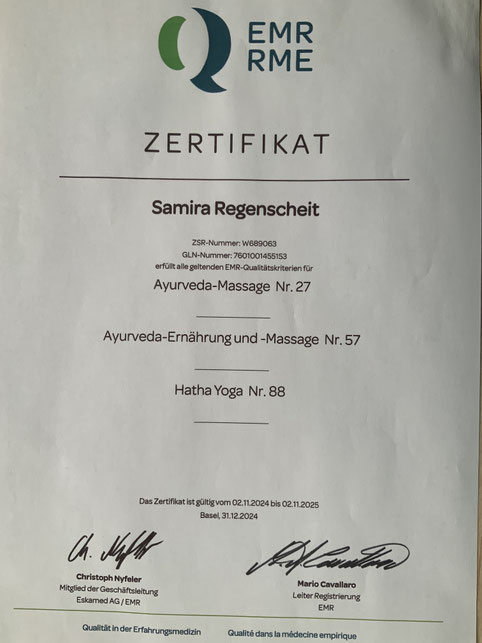 EMR
RME
ZERTIFIKAT
Samira Regenscheit
ZSR-Nummer: W689063
GLN-Nummer: 7601001455153
erfüllt alle geltenden EMR-Qualitätskriterien für
Ayurveda-Massage Nr. 27
Ayurveda-Ernährung und -Massage Nr. 57
Hatha Yoga Nr. 88
Das Zertifikat ist gültig vom 02.11.2024 bis 02.11.2025
Basel, 31.12.2024
Christoph Nyfeler
Mitglied der Geschäftsleitung
Eskamed AG / EMR
Mario Cavallaro
Leiter Registrierung
EMR
Qualität in der Erfahrungsmedizin Qualité dans la médecine empirique